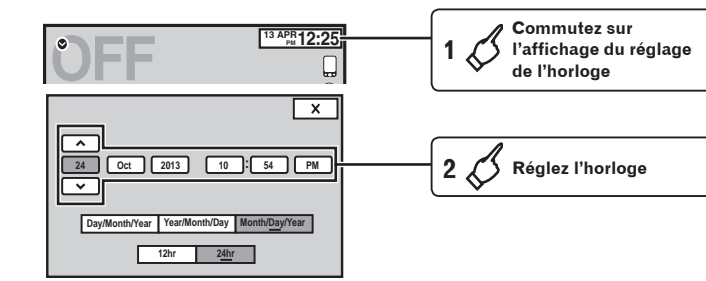 OFF
13 APR
PM 12:25
1
Commutez sur
l'affichage du réglage
de l'horloge
X
24 Oct 2013 10 : 54 PM
2 Réglez l'horloge
Day/Month/Year Year/Month/Day Month/Day/Year
12hr 24hr